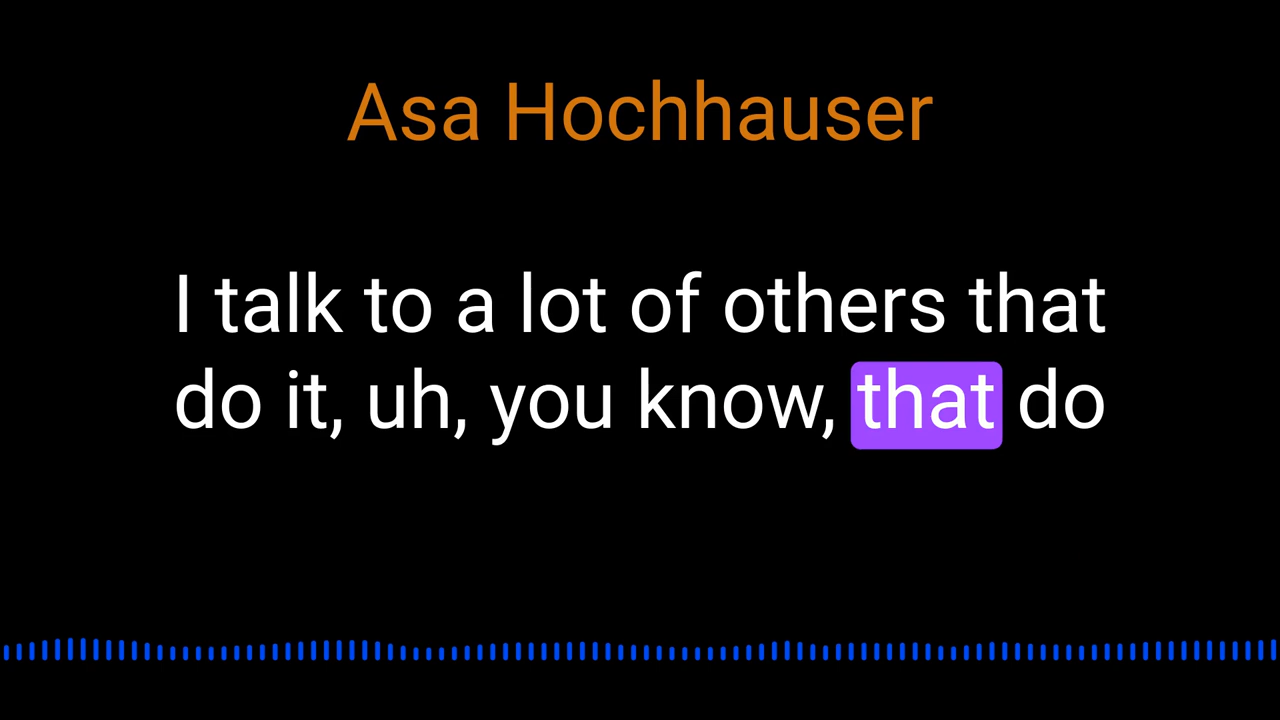 Asa Hochhauser
I talk to a lot of others that
do it, uh, you know, that do